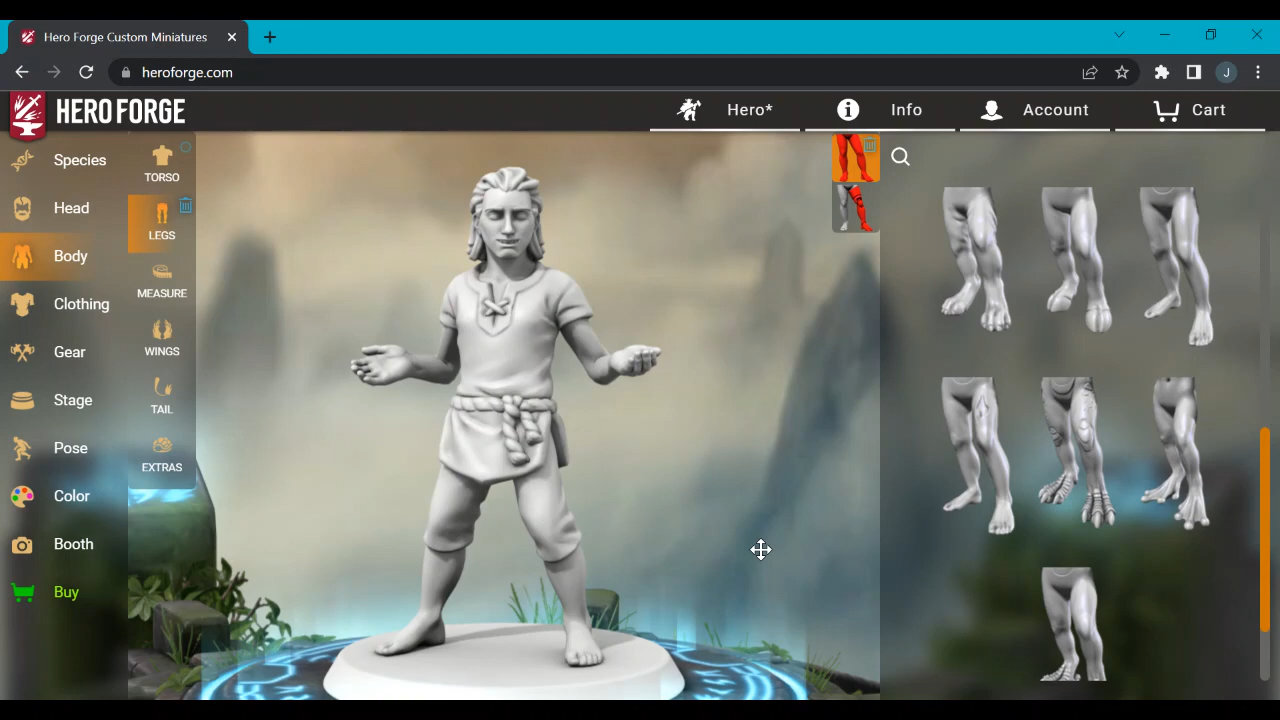 Hero Forge Custom Miniatures
heroforge.com
J
HERO FORGE
Hero*
Info
Account
Cart
Species
Head
Body
Clothing
Gear
Stage
Pose
Color
Booth
Buy
TORSO
LEGS
MEASURE
WINGS
TAIL
EXTRAS